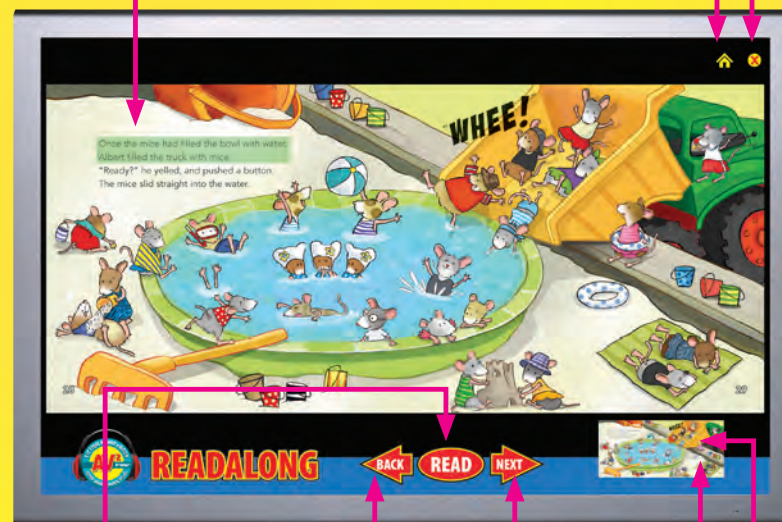 WHEE!
Once the mice had filled the bowl with water,
Albert filled the truck with mice.
"Ready?" he yelled, and pushed a button.
The mice slid straight into the water.
28
29
AV2
READALONG
BACK
READ
NEXT